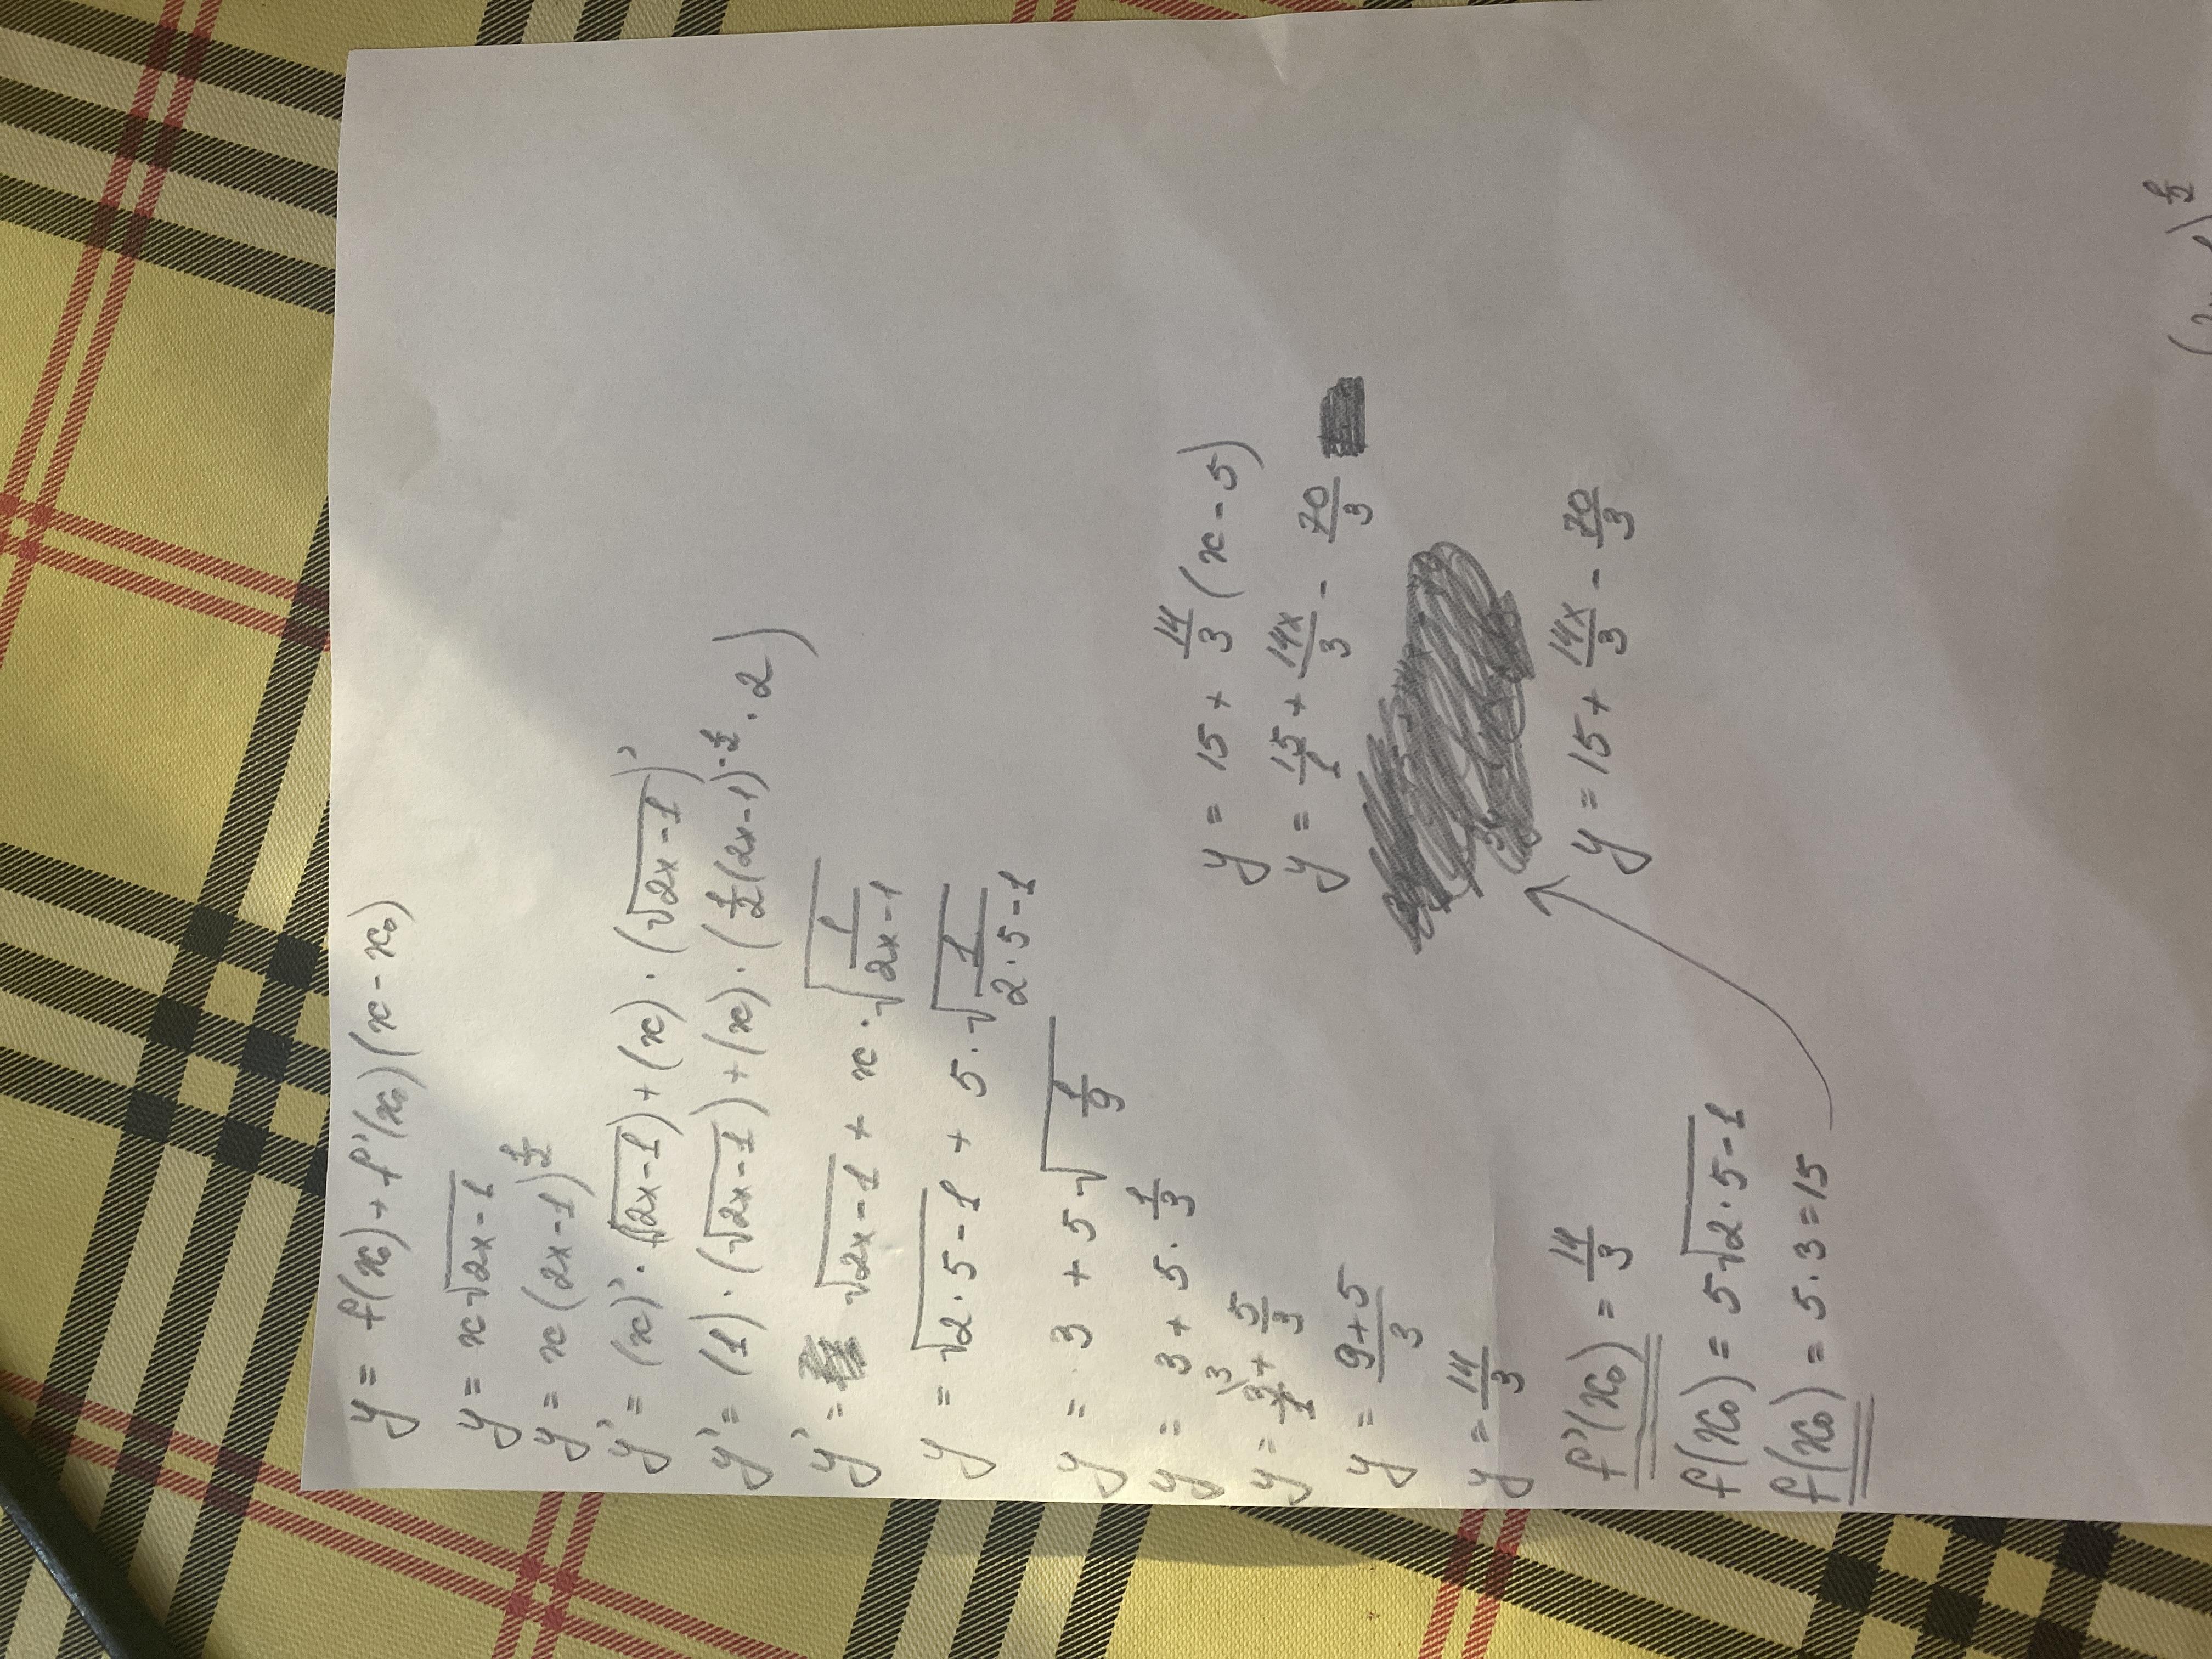 y = f(x₀) + f'(x₀)(x - x₀)
y = x√(2x-1)
y = x(2x-1)^(1/2)
y' = (x)' · (√(2x-1)) + (x) · (√(2x-1))'
y' = (1) · (√(2x-1)) + (x) · (1/2(2x-1)^(-1/2) · 2)
y' = √(2x-1) + x · √(1/(2x-1))
y = √(2·5-1) + 5 · √(1/(2·5-1))
y = 3 + 5√(1/9)
y = 3 + 5 · 1/3
y = 3/1 ⁾³ + 5/3
y = (9+5)/3
y = 14/3
f'(x₀) = 14/3
f(x₀) = 5√(2·5-1)
f(x₀) = 5·3=15
y = 15 + 14/3 (x - 5)
y = 15/1 + 14x/3 - 70/3
y = 15 + 14x/3 - 70/3